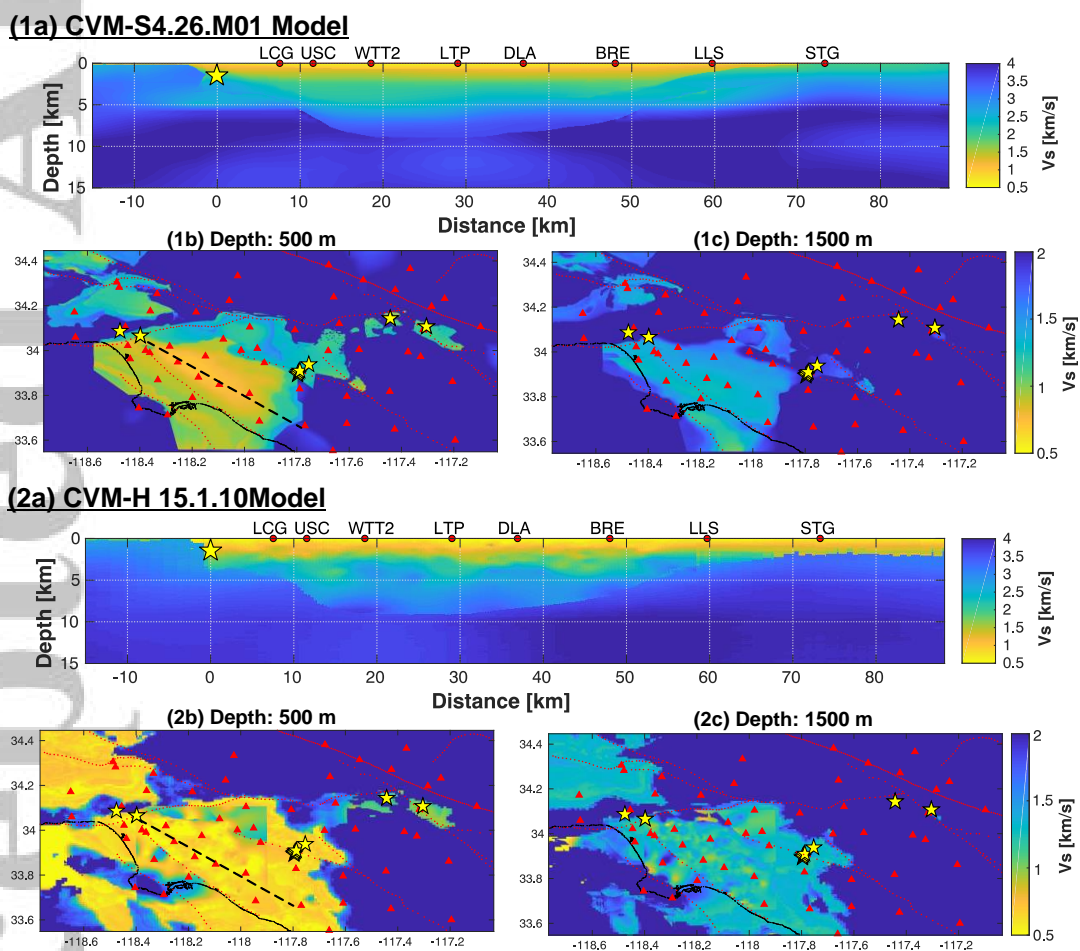 (1a) CVM-S4.26.M01 Model
LCG USC WTT2 LTP DLA BRE LLS STG
0
5
10
15
Depth [km]
-10 0 10 20 30 40 50 60 70 80
Distance [km]
4
3.5
3
2.5
2
1.5
1
0.5
Vs [km/s]
(1b) Depth: 500 m
34.4
34.2
34
33.8
33.6
-118.6 -118.4 -118.2 -118 -117.8 -117.6 -117.4 -117.2
(1c) Depth: 1500 m
34.4
34.2
34
33.8
33.6
-118.6 -118.4 -118.2 -118 -117.8 -117.6 -117.4 -117.2
2
1.5
1
0.5
Vs [km/s]
(2a) CVM-H 15.1.10Model
LCG USC WTT2 LTP DLA BRE LLS STG
0
5
10
15
Depth [km]
-10 0 10 20 30 40 50 60 70 80
Distance [km]
4
3.5
3
2.5
2
1.5
1
0.5
Vs [km/s]
(2b) Depth: 500 m
34.4
34.2
34
33.8
33.6
-118.6 -118.4 -118.2 -118 -117.8 -117.6 -117.4 -117.2
(2c) Depth: 1500 m
34.4
34.2
34
33.8
33.6
-118.6 -118.4 -118.2 -118 -117.8 -117.6 -117.4 -117.2
2
1.5
1
0.5
Vs [km/s]